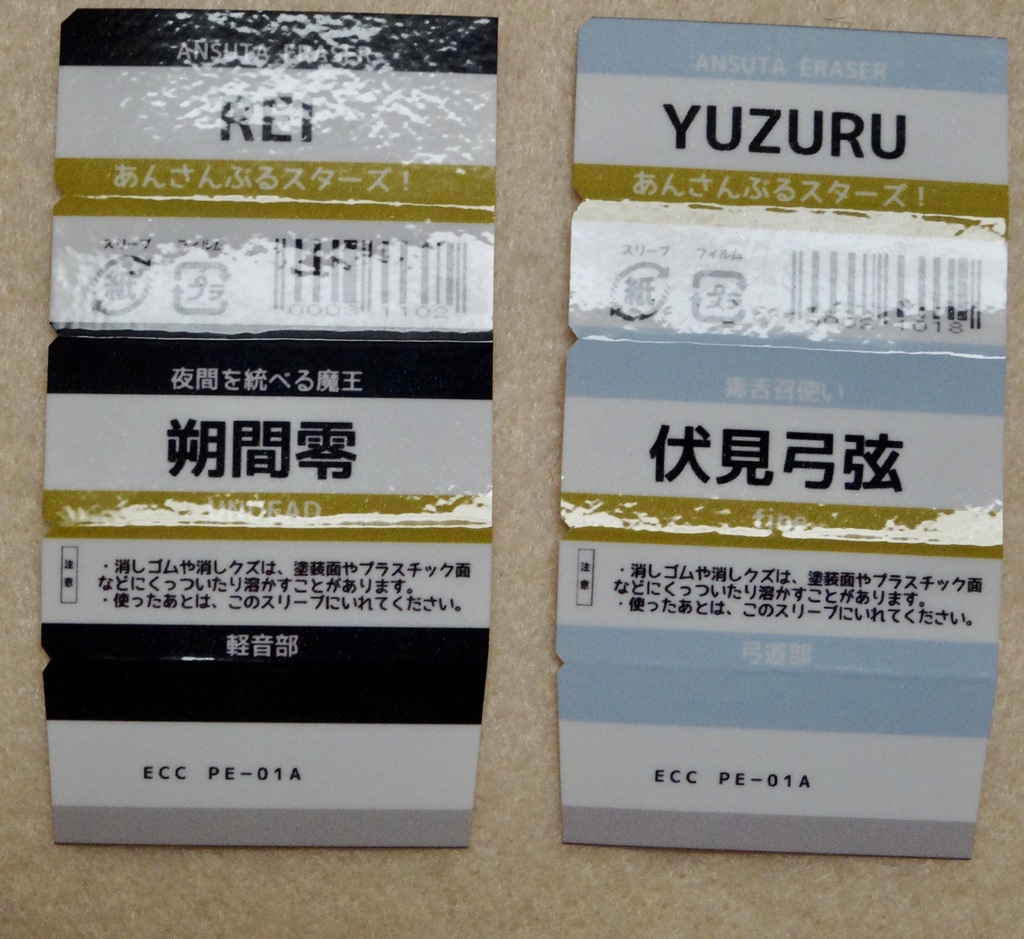 ANSUTA ERASER
REI
あんさんぶるスターズ!
スリーブ フィルム
紙 プラ
0003 1102
夜間を統べる魔王
朔間零
UNDEAD
注意
・消しゴムや消しクズは、塗装面やプラスチック面
などにくっついたり溶かすことがあります。
・使ったあとは、このスリーブにいれてください。
軽音部
ECC PE-01A
ANSUTA ERASER
YUZURU
あんさんぶるスターズ!
スリーブ フィルム
紙 プラ
1018
毒舌召使い
伏見弓弦
fine
注意
・消しゴムや消しクズは、塗装面やプラスチック面
などにくっついたり溶かすことがあります。
・使ったあとは、このスリーブにいれてください。
弓道部
ECC PE-01A